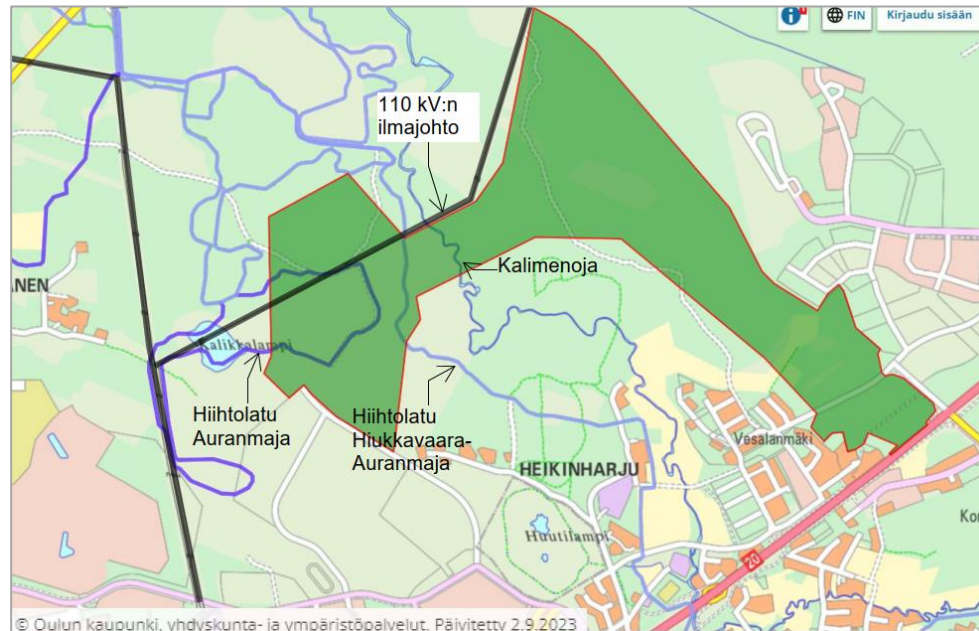 FIN
Kirjaudu sisään
110 kV:n
ilmajohto
Kalimenoja
ANEN
Kalikkalampi
Hiihtolatu
Auranmaja
Hiihtolatu
Hiukkavaara-
Auranmaja
Vesalanmäki
HEIKINHARJU
Huutilampi
Kor
20
© Oulun kaupunki, yhdyskunta- ja ympäristöpalvelut. Päivitetty 2.9.2023